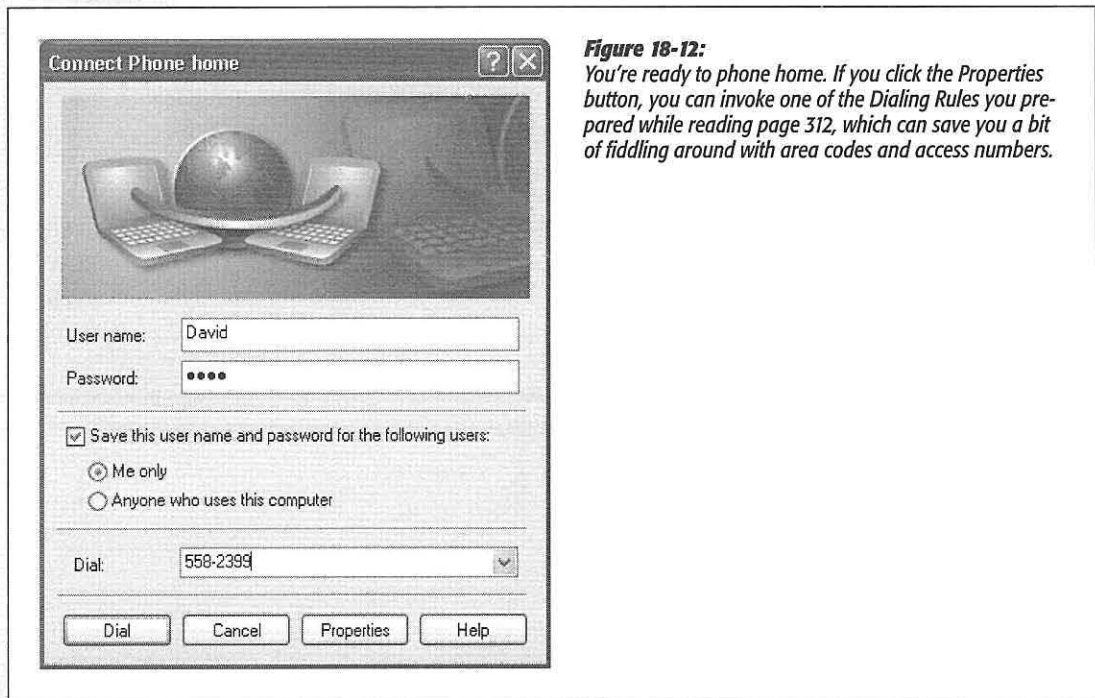 Connect Phone home
User name:
David
Password:
••••
Save this user name and password for the following users:
Me only
Anyone who uses this computer
Dial:
558-2399
Dial
Cancel
Properties
Help
Figure 18-12:
You're ready to phone home. If you click the Properties
button, you can invoke one of the Dialing Rules you pre-
pared while reading page 312, which can save you a bit
of fiddling around with area codes and access numbers.